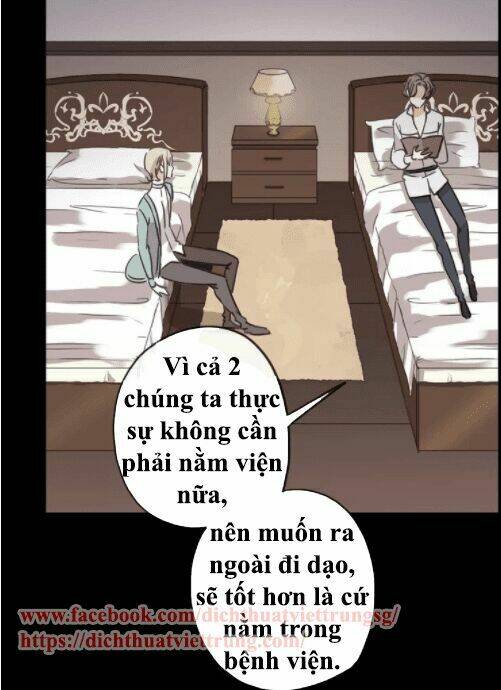 Vì cả 2
chúng ta thực
sự không cần
phải nằm viện
nữa,
nên muốn ra
ngoài đi dạo,
sẽ tốt hơn là cứ
nằm trong
bệnh viện.
www.facebook.com/dichthuatviettrungsg/
https://dichthuatviettrung.com/